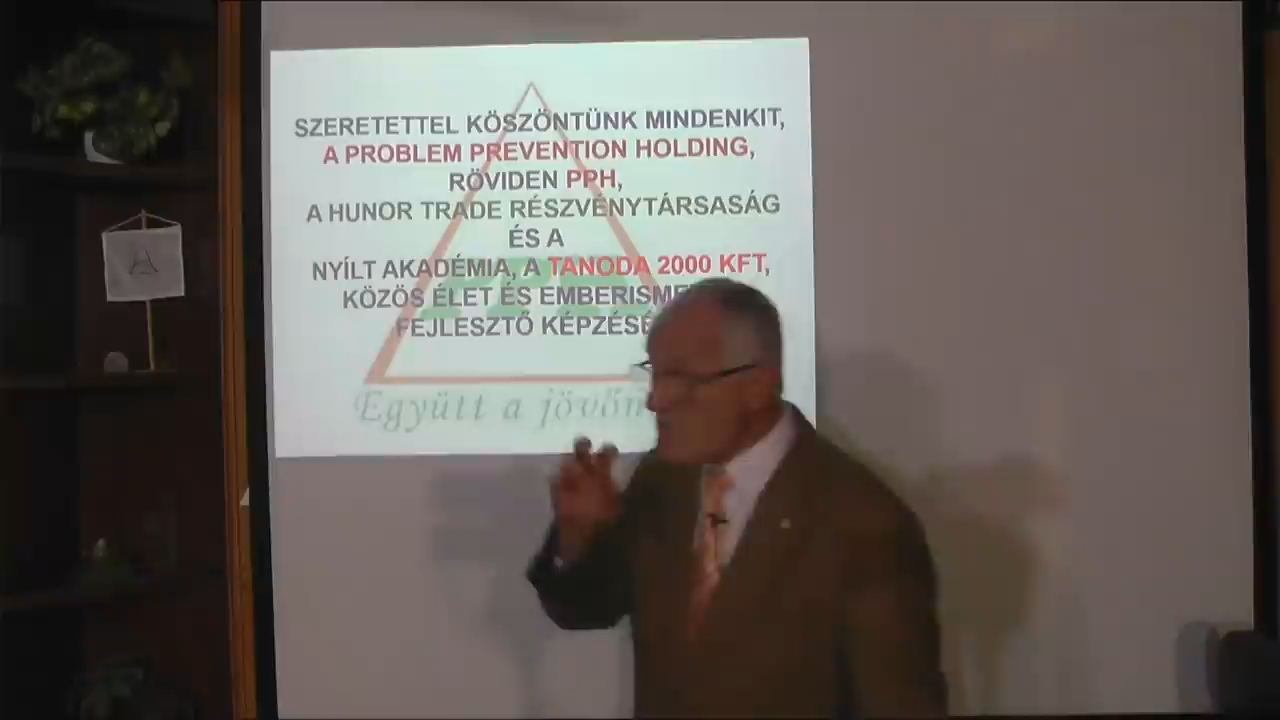 SZERETETTEL KÖSZÖNTÜNK MINDENKIT,
A PROBLEM PREVENTION HOLDING,
RÖVIDEN PPH,
A HUNOR TRADE RÉSZVÉNYTÁRSASÁG
ÉS A
NYÍLT AKADÉMIA, A TANODA 2000 KFT,
KÖZÖS ÉLET ÉS
FEJLESZTŐ
Együtt a